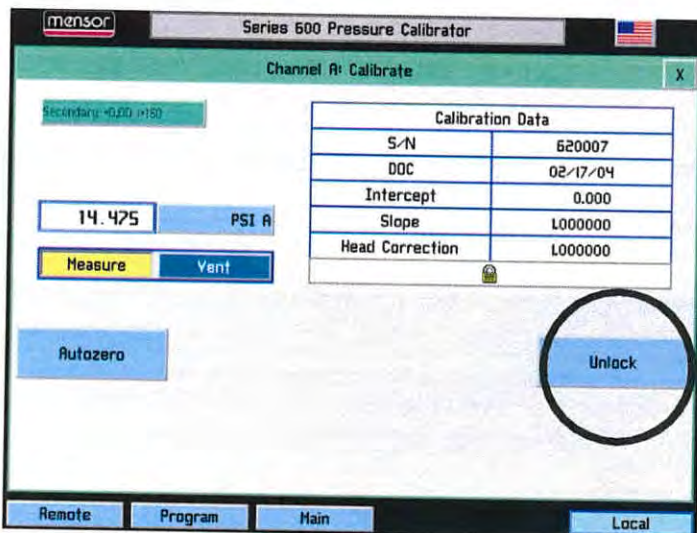 mensor
Series 600 Pressure Calibrator
Channel A: Calibrate
X
Secondary:
Calibration Data
S/N 620007
DOC 02/17/04
Intercept 0.000
Slope 1.000000
Head Correction 1.000000
14.475 PSI A
Measure Vent
Autozero
Unlock
Remote Program Main Local